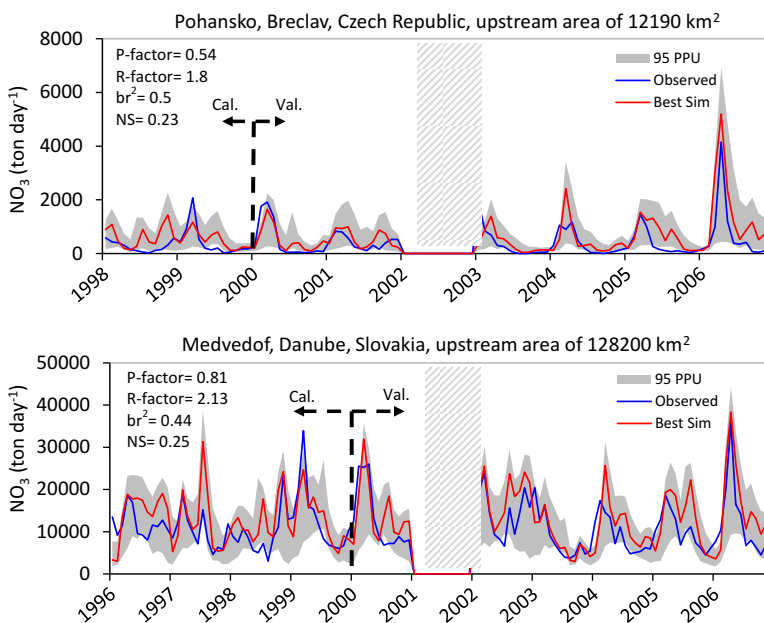 Pohansko, Breclav, Czech Republic, upstream area of 12190 km²
8000
6000
4000
2000
0
NO₃ (ton day⁻¹)
P-factor= 0.54
R-factor= 1.8
br²= 0.5
NS= 0.23
Cal.
Val.
95 PPU
Observed
Best Sim
1998
1999
2000
2001
2002
2003
2004
2005
2006
Medvedof, Danube, Slovakia, upstream area of 128200 km²
50000
40000
30000
20000
10000
0
NO₃ (ton day⁻¹)
P-factor= 0.81
R-factor= 2.13
br²= 0.44
NS= 0.25
Cal.
Val.
95 PPU
Observed
Best Sim
1996
1997
1998
1999
2000
2001
2002
2003
2004
2005
2006